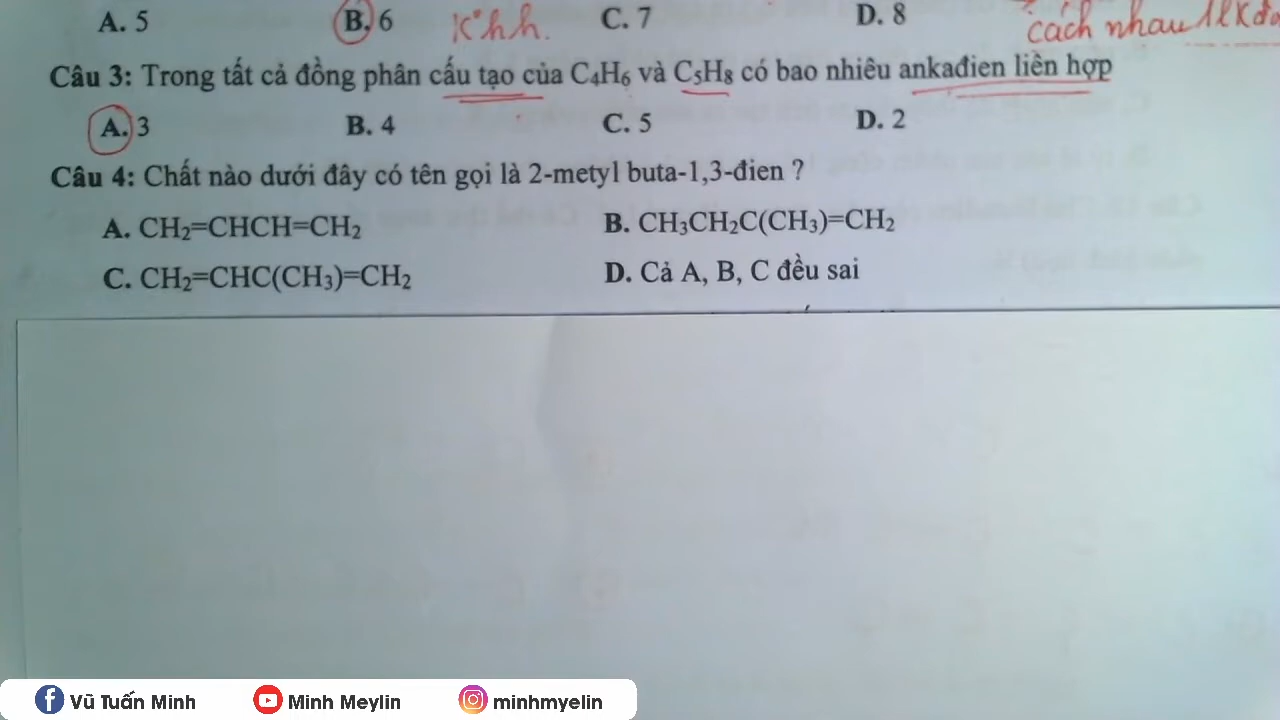 A. 5 B. 6 K°hh. C. 7 D. 8 cách nhau 1lk
Câu 3: Trong tất cả đồng phân cấu tạo của C₄H₆ và C₅H₈ có bao nhiêu ankađien liền hợp
A. 3 B. 4 C. 5 D. 2
Câu 4: Chất nào dưới đây có tên gọi là 2-metyl buta-1,3-đien ?
A. CH₂=CHCH=CH₂ B. CH₃CH₂C(CH₃)=CH₂
C. CH₂=CHC(CH₃)=CH₂ D. Cả A, B, C đều sai
Vũ Tuấn Minh Minh Meylin minhmyelin